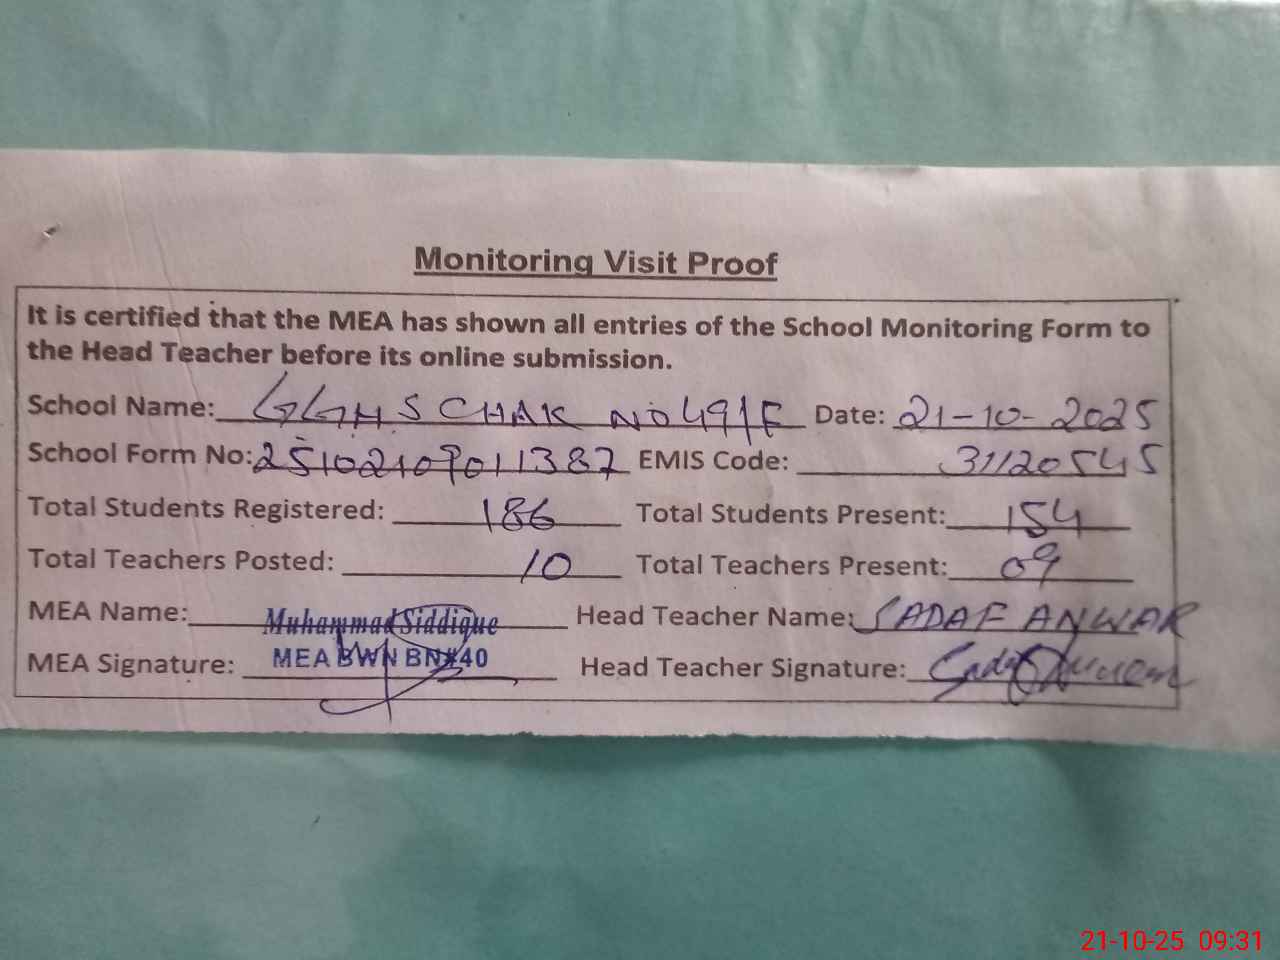 Monitoring Visit Proof
It is certified that the MEA has shown all entries of the School Monitoring Form to
the Head Teacher before its online submission.
School Name: GGHS CHAK NO 49/F Date: 21-10-2025
School Form No: 25102109011387 EMIS Code: 31120545
Total Students Registered: 186 Total Students Present: 154
Total Teachers Posted: 10 Total Teachers Present: 09
MEA Name: Muhammad Siddique Head Teacher Name: SADAF ANWAR
MEA Signature: MEA BWN BN#40 Head Teacher Signature:
21-10-25 09:31